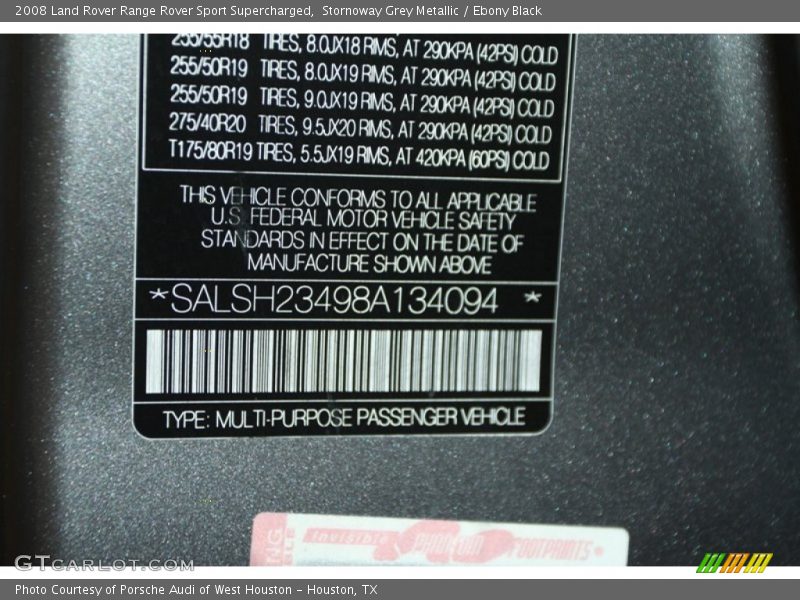 2008 Land Rover Range Rover Sport Supercharged,  Stornoway Grey Metallic / Ebony Black
255/55R18 TIRES, 8.0JX18 RIMS, AT 290KPA (42PSI) COLD
255/50R19 TIRES, 8.0JX19 RIMS, AT 290KPA (42PSI) COLD
255/50R19 TIRES, 9.0JX19 RIMS, AT 290KPA (42PSI) COLD
275/40R20 TIRES, 9.5JX20 RIMS, AT 290KPA (42PSI) COLD
T175/80R19 TIRES, 5.5JX19 RIMS, AT 420KPA (60PSI) COLD
THIS VEHICLE CONFORMS TO ALL APPLICABLE
U.S. FEDERAL MOTOR VEHICLE SAFETY
STANDARDS IN EFFECT ON THE DATE OF
MANUFACTURE SHOWN ABOVE
*SALSH23498A134094 *
TYPE: MULTI-PURPOSE PASSENGER VEHICLE
Invisible
PHANTOM FOOTPRINTS
GTCARLOT.COM
Photo Courtesy of Porsche Audi of West Houston - Houston, TX